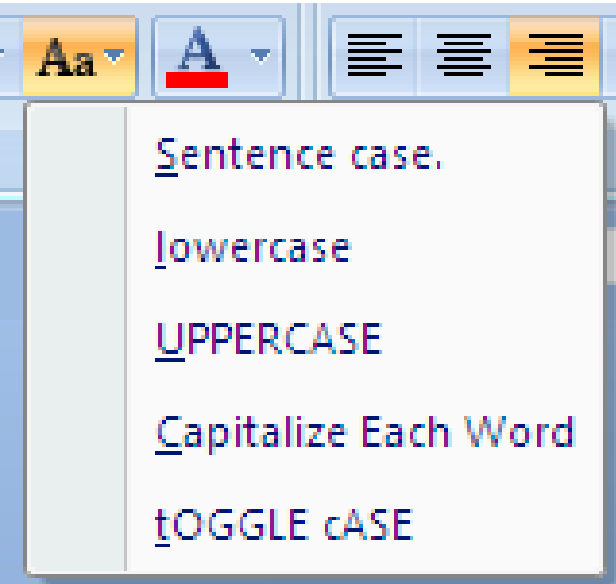 Aa A
Sentence case.
lowercase
UPPERCASE
Capitalize Each Word
tOGGLE cASE